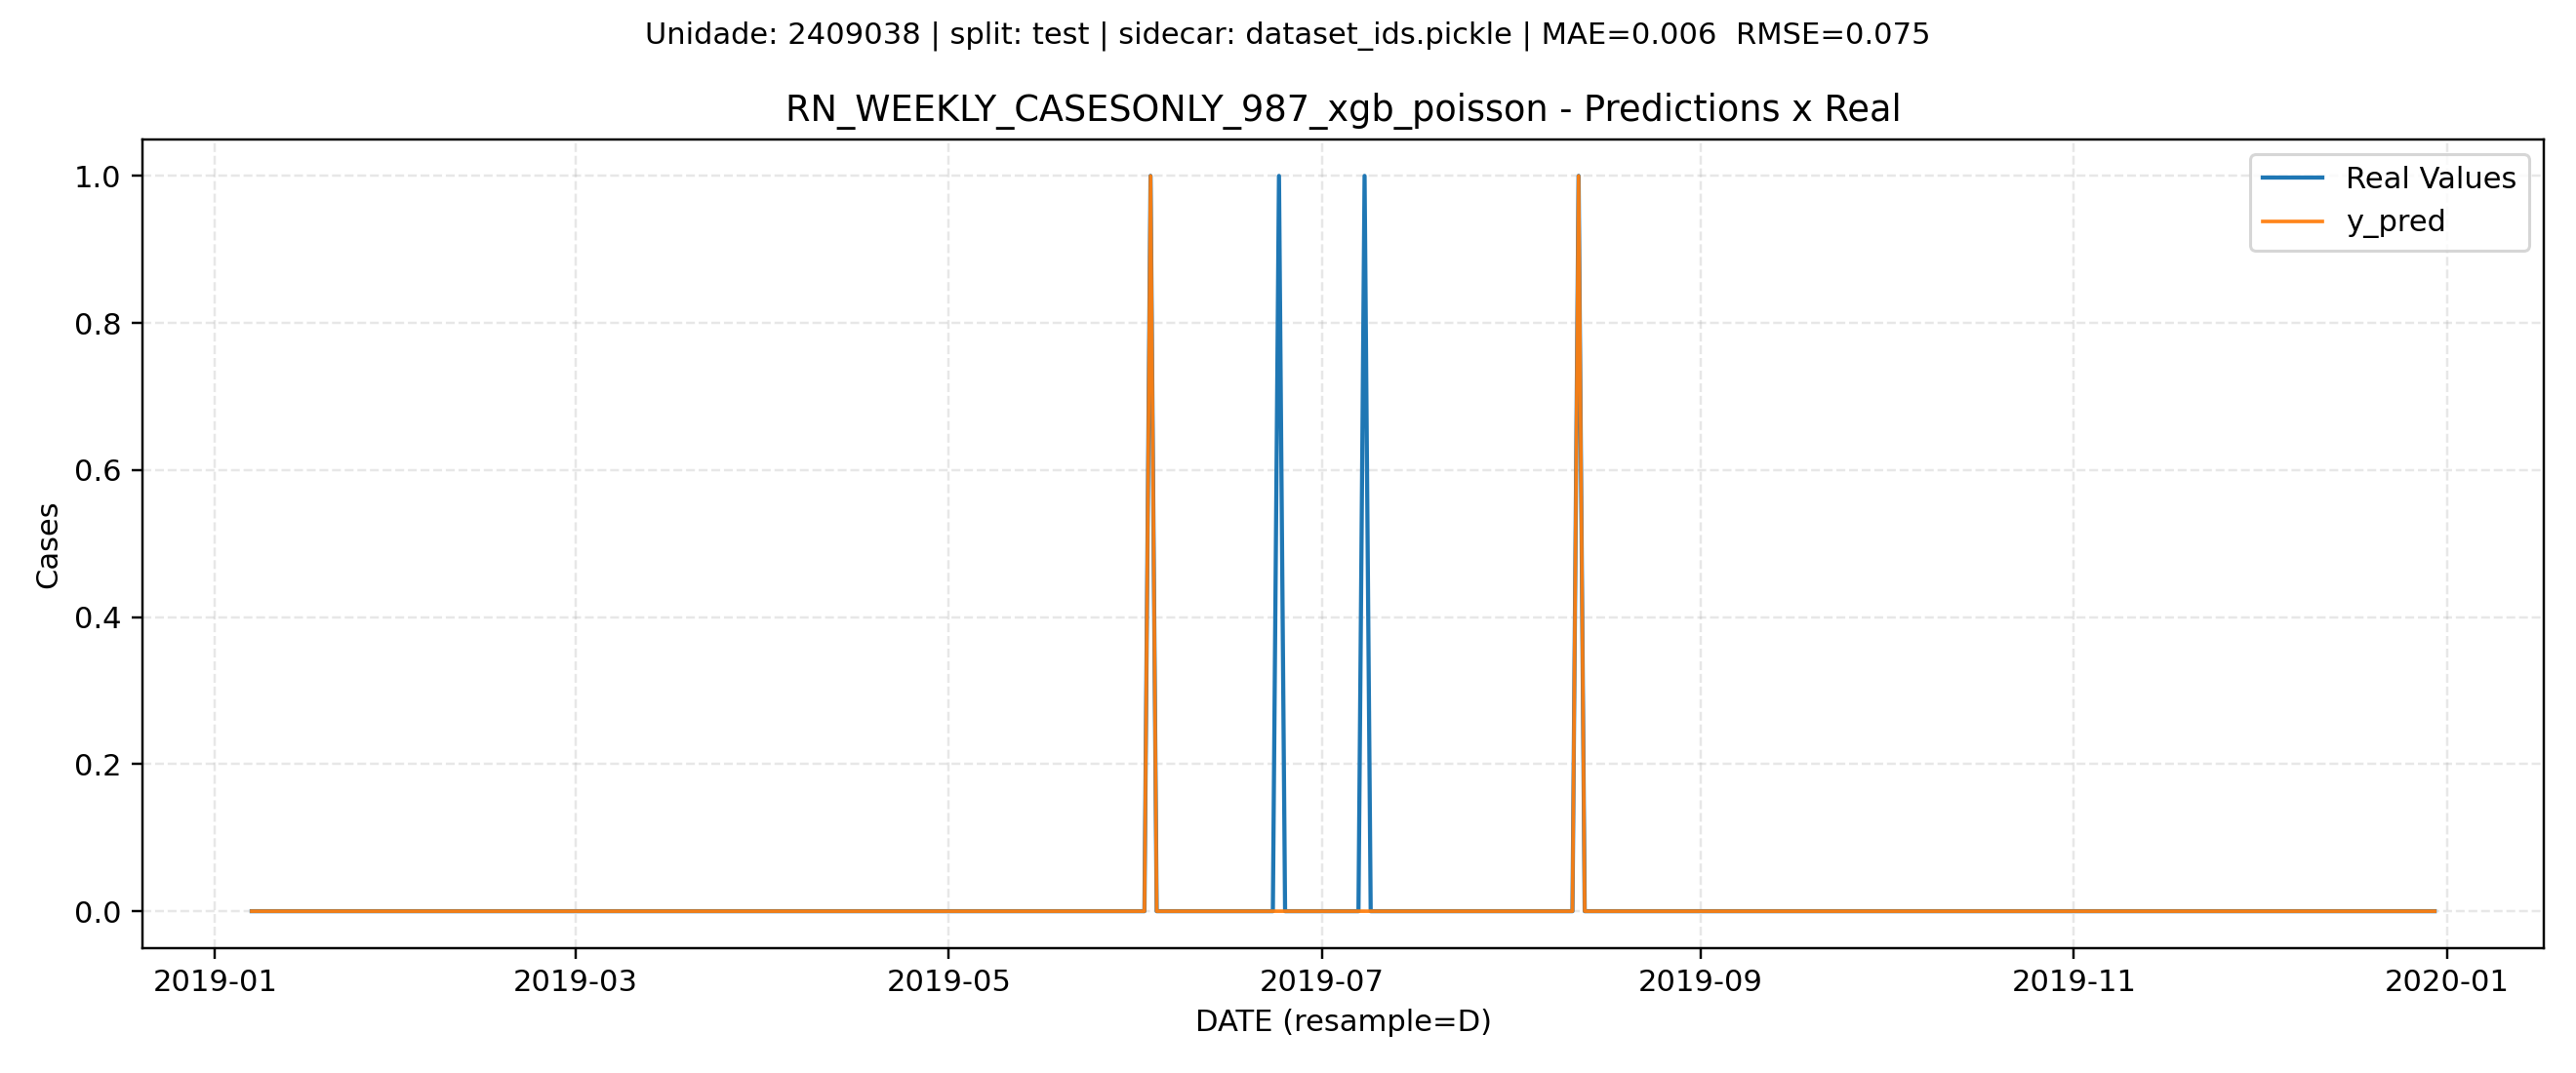 Unidade: 2409038 | split: test | sidecar: dataset_ids.pickle | MAE=0.006  RMSE=0.075
RN_WEEKLY_CASESONLY_987_xgb_poisson - Predictions x Real
Real Values
y_pred
1.0
0.8
0.6
0.4
0.2
0.0
Cases
2019-01
2019-03
2019-05
2019-07
2019-09
2019-11
2020-01
DATE (resample=D)